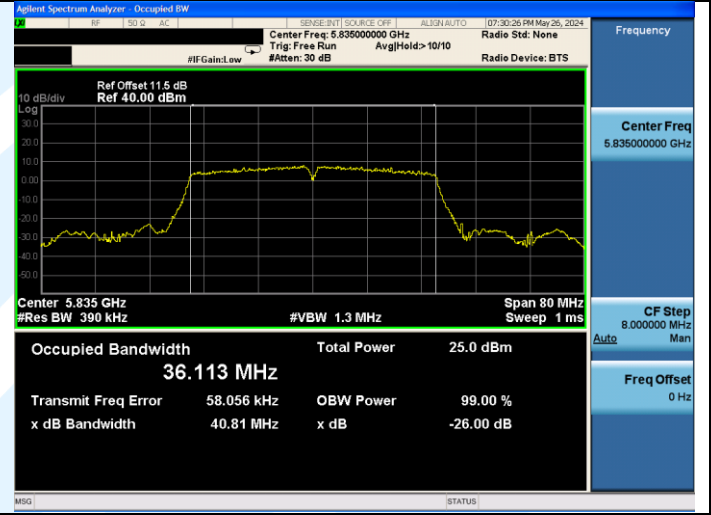 Agilent Spectrum Analyzer - Occupied BW
RF 50 Ω AC SENSE:INT SOURCE OFF ALIGN AUTO 07:30:26 PM May 26, 2024
Center Freq: 5.835000000 GHz Radio Std: None
Trig: Free Run Avg|Hold:> 10/10
#IFGain:Low #Atten: 30 dB Radio Device: BTS
Ref Offset 11.5 dB
10 dB/div Ref 40.00 dBm
Log
30.0
20.0
10.0
0.00
-10.0
-20.0
-30.0
-40.0
-50.0
Center 5.835 GHz Span 80 MHz
#Res BW 390 kHz #VBW 1.3 MHz Sweep 1 ms
Occupied Bandwidth Total Power 25.0 dBm
36.113 MHz
Transmit Freq Error 58.056 kHz OBW Power 99.00 %
x dB Bandwidth 40.81 MHz x dB -26.00 dB
MSG STATUS
Frequency
Center Freq
5.835000000 GHz
CF Step
8.000000 MHz
Auto Man
Freq Offset
0 Hz